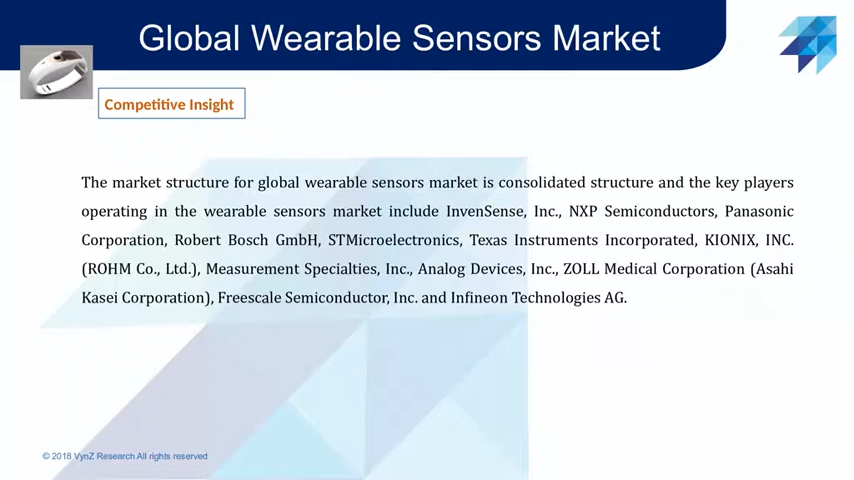 Global Wearable Sensors Market
Competitive Insight
The market structure for global wearable sensors market is consolidated structure and the key players
operating in the wearable sensors market include InvenSense, Inc., NXP Semiconductors, Panasonic
Corporation, Robert Bosch GmbH, STMicroelectronics, Texas Instruments Incorporated, KIONIX, INC.
(ROHM Co., Ltd.), Measurement Specialties, Inc., Analog Devices, Inc., ZOLL Medical Corporation (Asahi
Kasei Corporation), Freescale Semiconductor, Inc. and Infineon Technologies AG.
© 2018 VynZ Research All rights reserved